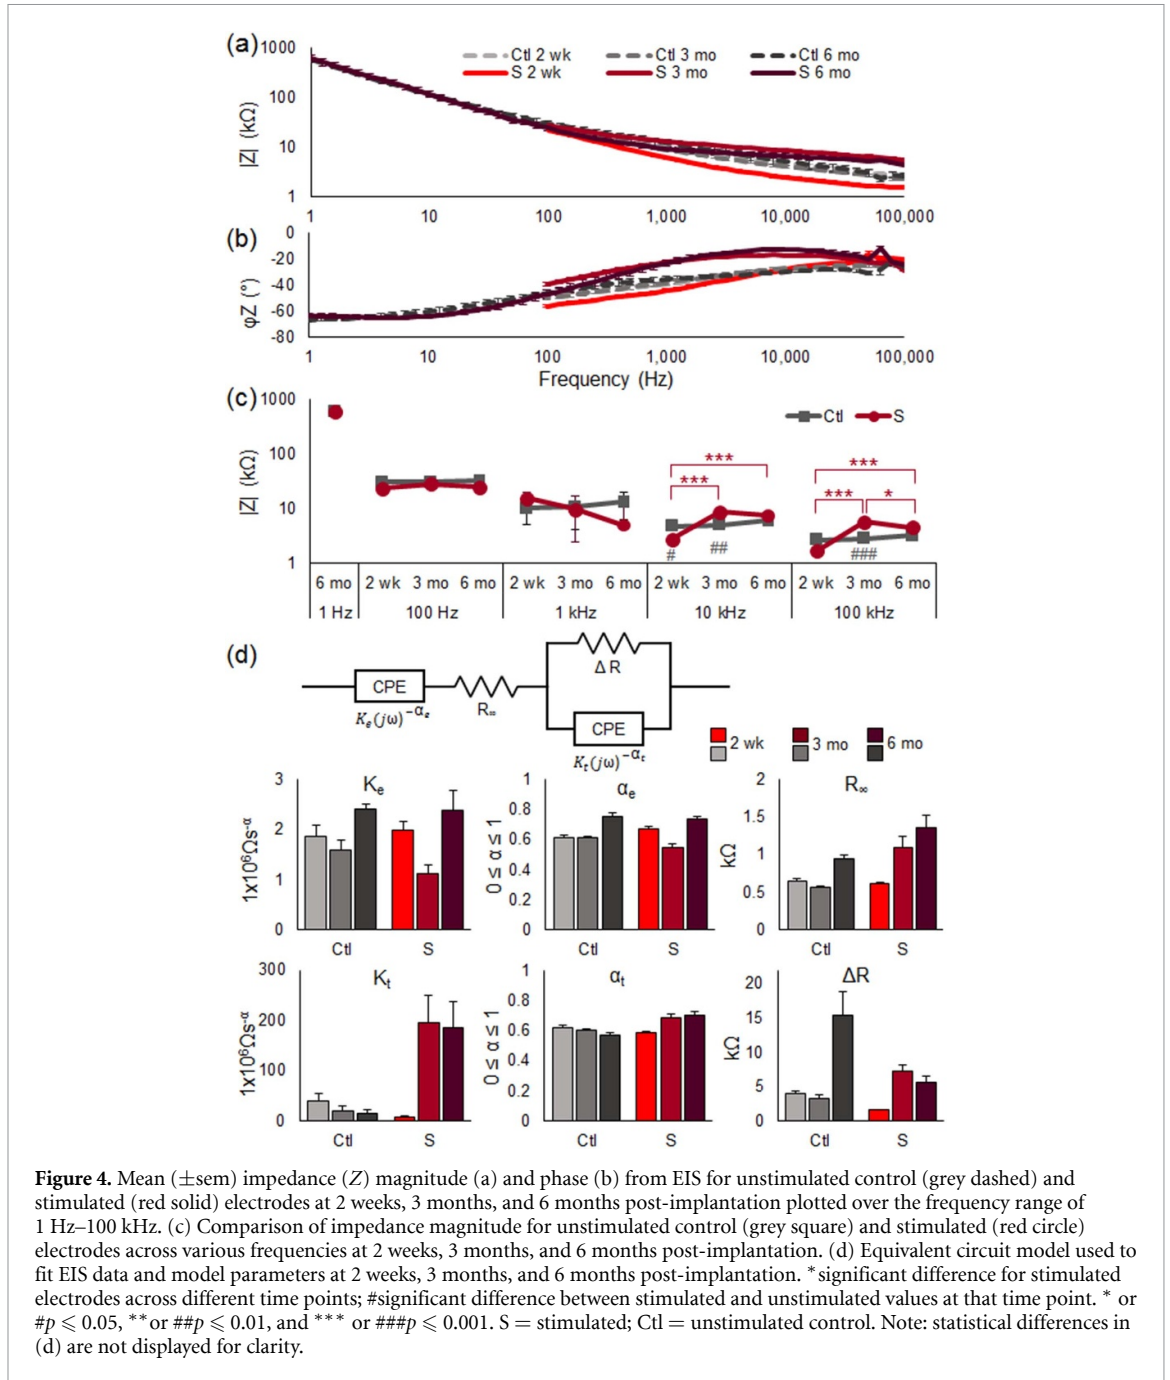 (a)
1000
100
10
1
|Z| (kΩ)
Ctl 2 wk Ctl 3 mo Ctl 6 mo
S 2 wk S 3 mo S 6 mo
1 10 100 1,000 10,000 100,000
(b)
0
-20
-40
-60
-80
φZ (°)
1 10 100 1,000 10,000 100,000
Frequency (Hz)
(c)
1000
100
10
1
|Z| (kΩ)
Ctl S
*** ***
*** *** *
# ## ###
6 mo 2 wk 3 mo 6 mo 2 wk 3 mo 6 mo 2 wk 3 mo 6 mo 2 wk 3 mo 6 mo
1 Hz 100 Hz 1 kHz 10 kHz 100 kHz
(d)
Δ R
CPE
Kₑ(jω)^-αₑ
R∞
CPE
Kₜ(jω)^-αₜ
2 wk 3 mo 6 mo
Kₑ
3
2
1
0
1x10⁶Ωs-α
Ctl S
αₑ
1
0.8
0.6
0.4
0.2
0
0 ≤ α ≤ 1
Ctl S
R∞
2
1.5
1
0.5
0
kΩ
Ctl S
Kₜ
300
200
100
0
1x10⁶Ωs-α
Ctl S
αₜ
1
0.8
0.6
0.4
0.2
0
0 ≤ α ≤ 1
Ctl S
ΔR
20
15
10
5
0
kΩ
Ctl S
Figure 4. Mean (±sem) impedance (Z) magnitude (a) and phase (b) from EIS for unstimulated control (grey dashed) and
stimulated (red solid) electrodes at 2 weeks, 3 months, and 6 months post-implantation plotted over the frequency range of
1 Hz–100 kHz. (c) Comparison of impedance magnitude for unstimulated control (grey square) and stimulated (red circle)
electrodes across various frequencies at 2 weeks, 3 months, and 6 months post-implantation. (d) Equivalent circuit model used to
fit EIS data and model parameters at 2 weeks, 3 months, and 6 months post-implantation. *significant difference for stimulated
electrodes across different time points; #significant difference between stimulated and unstimulated values at that time point. * or
#p ⩽ 0.05, **or ##p ⩽ 0.01, and *** or ###p ⩽ 0.001. S = stimulated; Ctl = unstimulated control. Note: statistical differences in
(d) are not displayed for clarity.